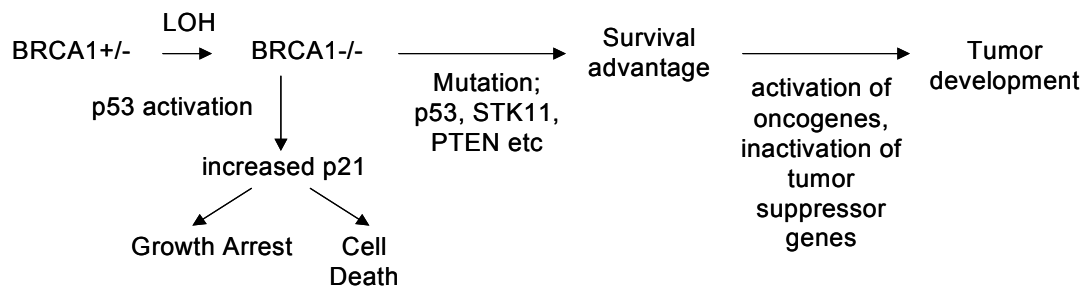 LOH
BRCA1+/-
BRCA1-/-
p53 activation
increased p21
Growth Arrest
Cell
Death
Mutation;
p53, STK11,
PTEN etc
Survival
advantage
activation of
oncogenes,
inactivation of
tumor
suppressor
genes
Tumor
development